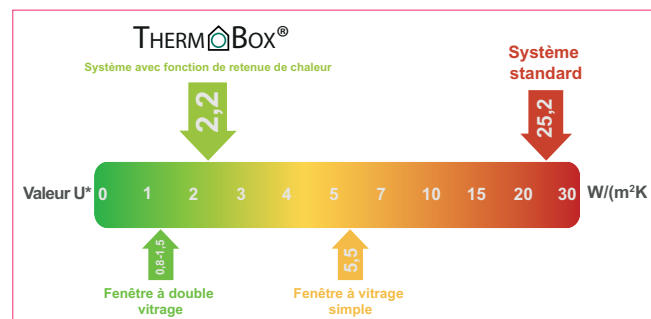 THERMBOX®
Système avec fonction de retenue de chaleur
Système
standard
2,2
25,2
Valeur U* 0 1 2 3 4 5 7 10 15 20 30 W/(m²K
0,8-1,5
5,5
Fenêtre à double
vitrage
Fenêtre à vitrage
simple